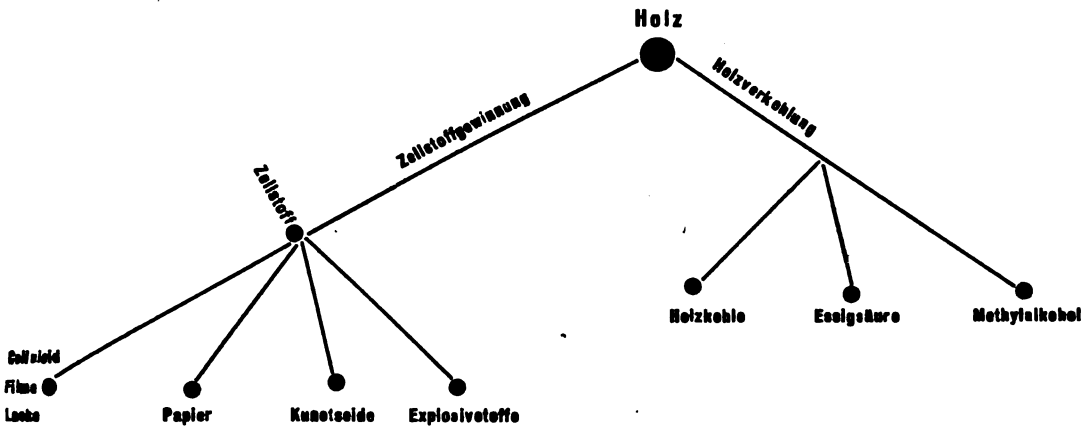 Holz
Holzverkohlung
Zellstoffgewinnung
Zellstoff
Holzkohle
Essigsäure
Methylalkohol
Celluloid
Filme
Lacke
Papier
Kunstseide
Explosivstoffe